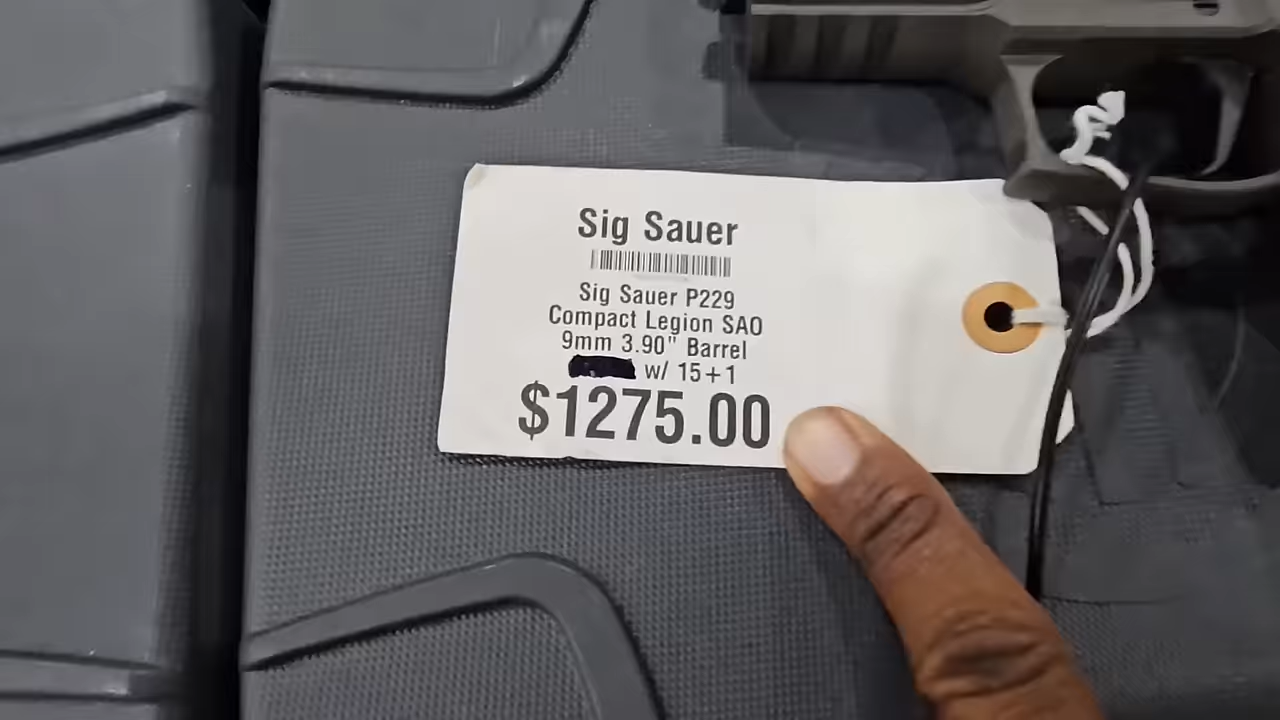 Sig Sauer
Sig Sauer P229
Compact Legion SAO
9mm 3.90" Barrel
w/ 15+1
$1275.00